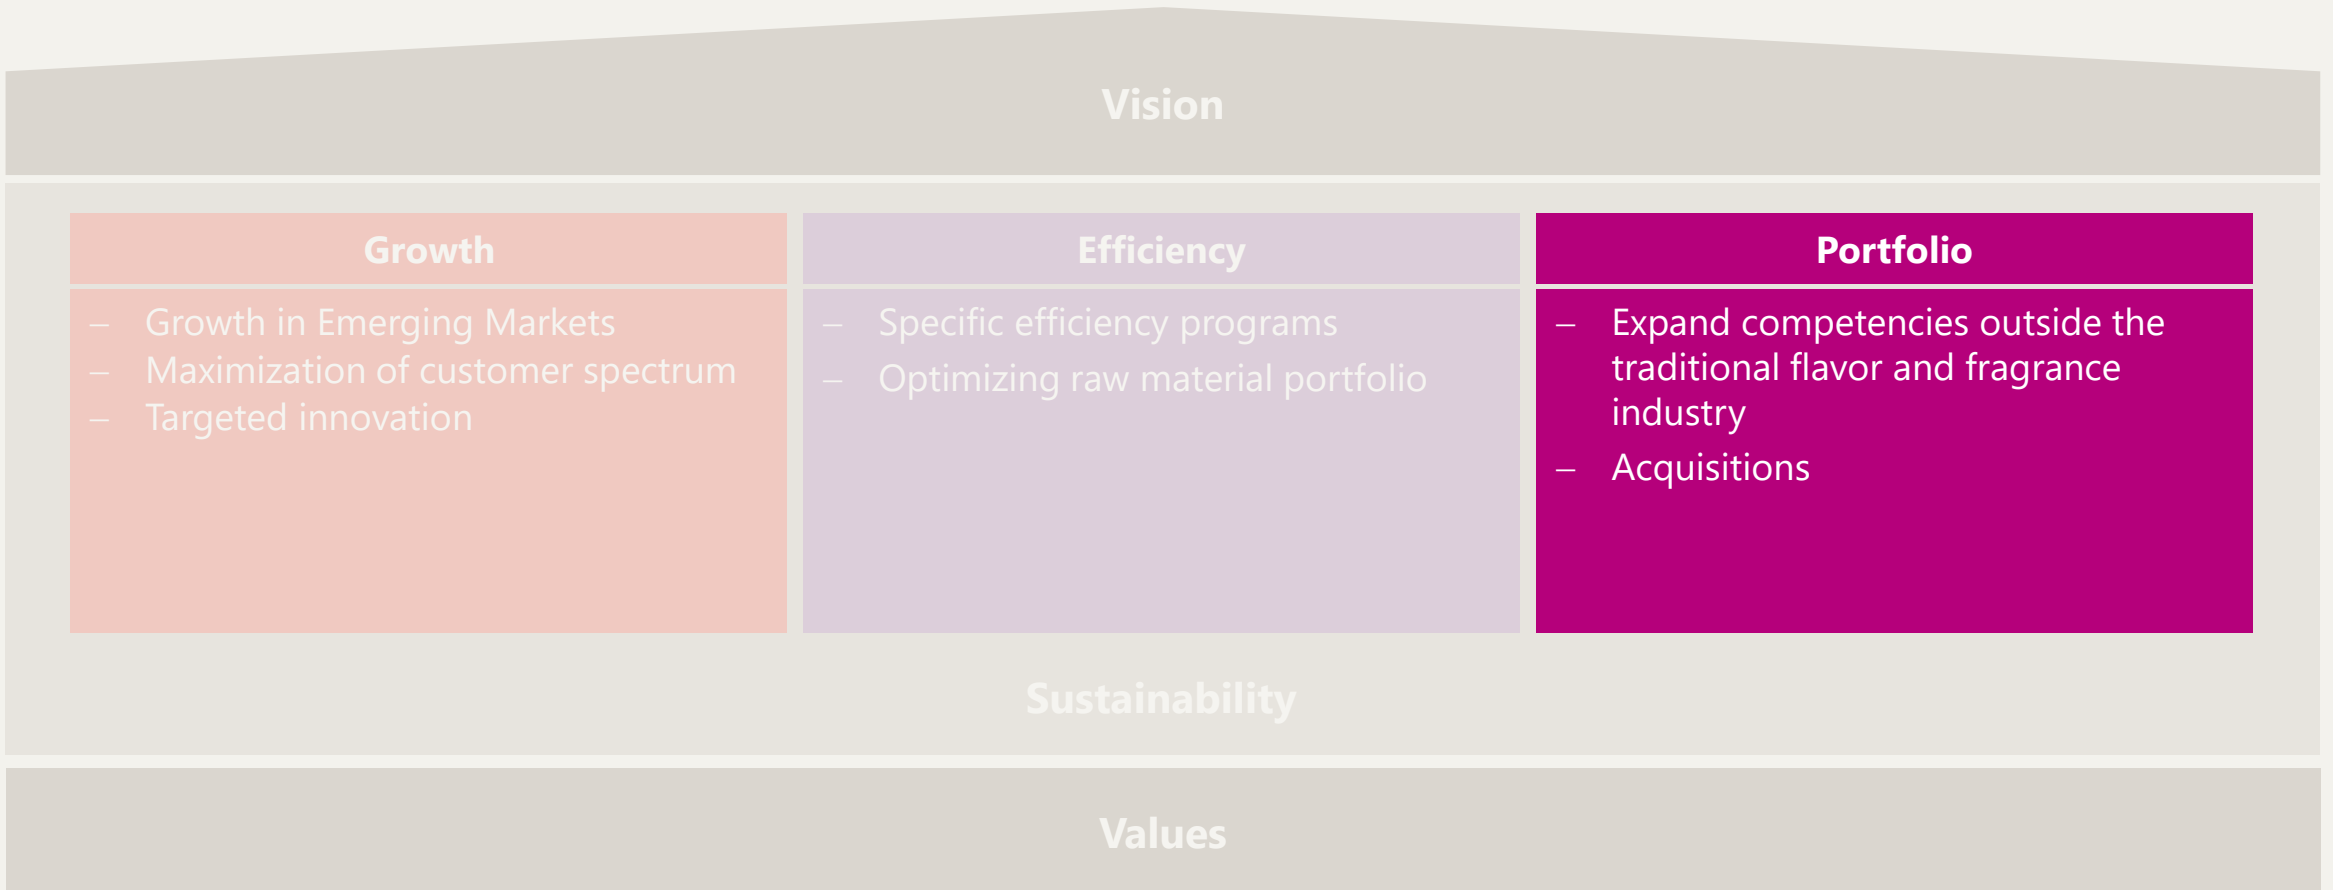 Vision
Growth
– Growth in Emerging Markets
– Maximization of customer spectrum
– Targeted innovation
Efficiency
– Specific efficiency programs
– Optimizing raw material portfolio
Portfolio
– Expand competencies outside the
traditional flavor and fragrance
industry
– Acquisitions
Sustainability
Values